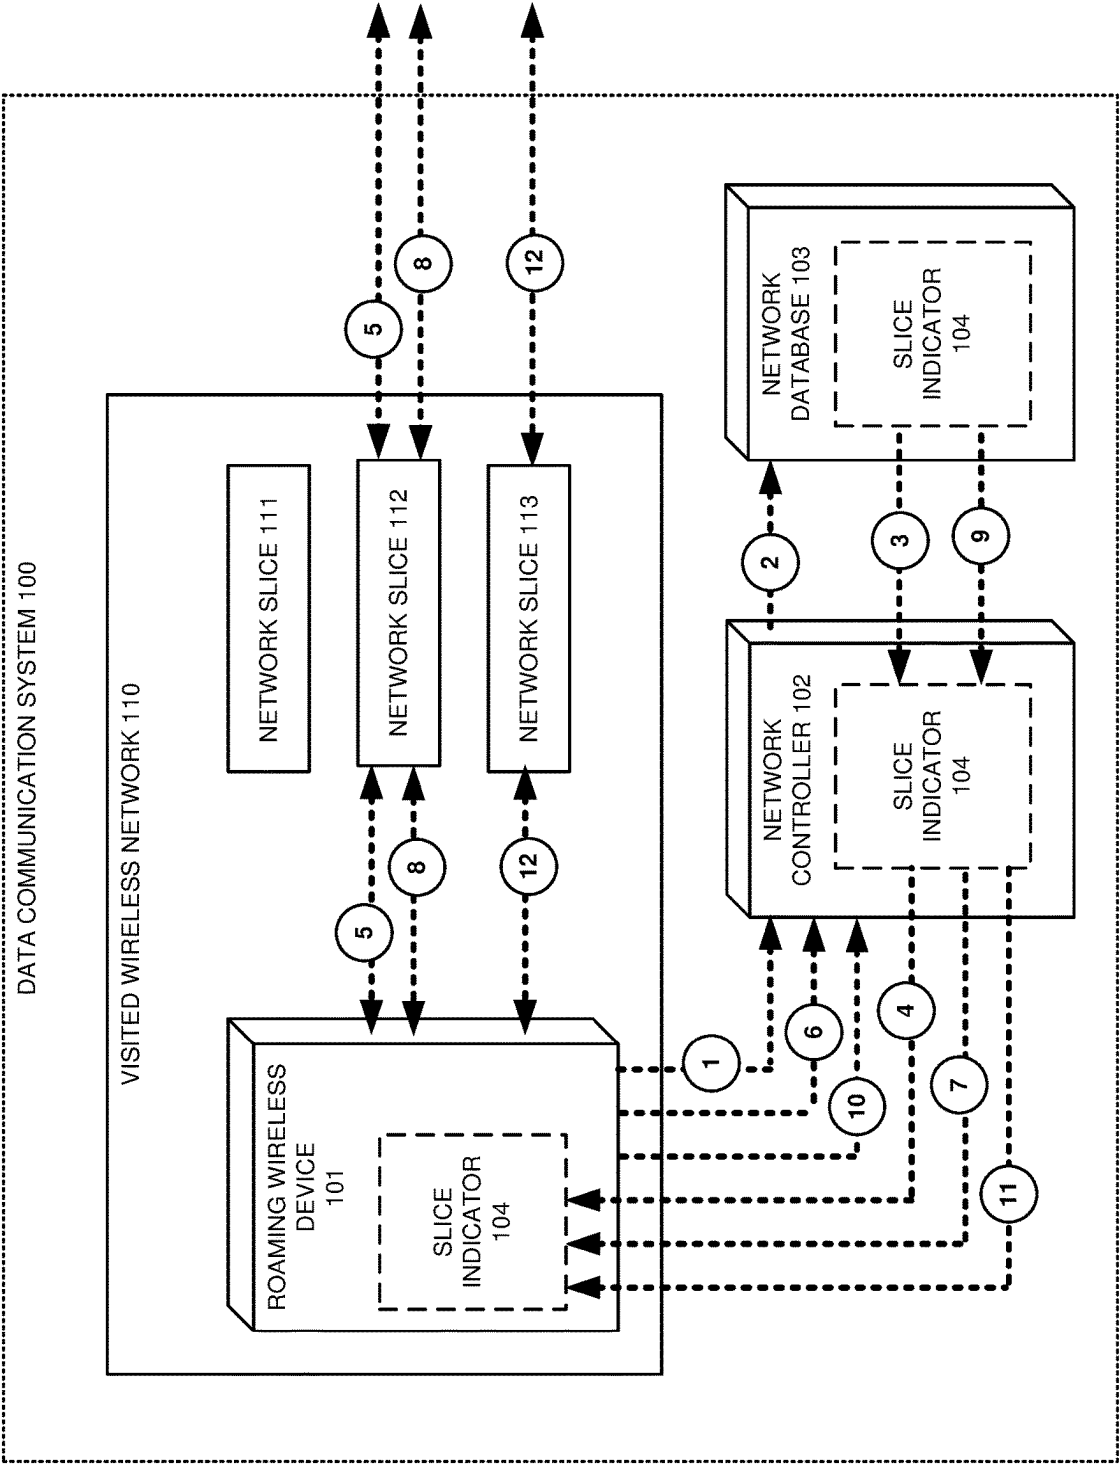 DATA COMMUNICATION SYSTEM 100
VISITED WIRELESS NETWORK 110
ROAMING WIRELESS
DEVICE
101
SLICE
INDICATOR
104
5
8
12
NETWORK SLICE 111
NETWORK SLICE 112
NETWORK SLICE 113
5
8
12
1
6
10
4
7
11
NETWORK
CONTROLLER 102
SLICE
INDICATOR
104
2
3
9
NETWORK
DATABASE 103
SLICE
INDICATOR
104